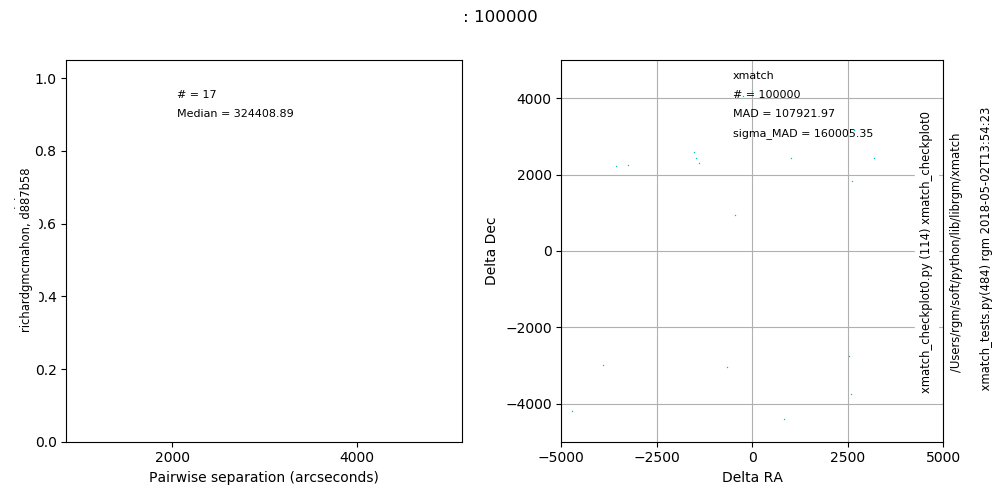 : 100000
1.0
0.8
0.6
0.4
0.2
0.0
richardgmcmahon, d887b58
# = 17
Median = 324408.89
2000
4000
Pairwise separation (arcseconds)
4000
2000
0
−2000
−4000
Delta Dec
xmatch
# = 100000
MAD = 107921.97
sigma_MAD = 160005.35
−5000
−2500
0
2500
5000
Delta RA
xmatch_checkplot0.py (114) xmatch_checkplot0
/Users/rgm/soft/python/lib/librgm/xmatch
xmatch_tests.py(484) rgm 2018-05-02T13:54:23